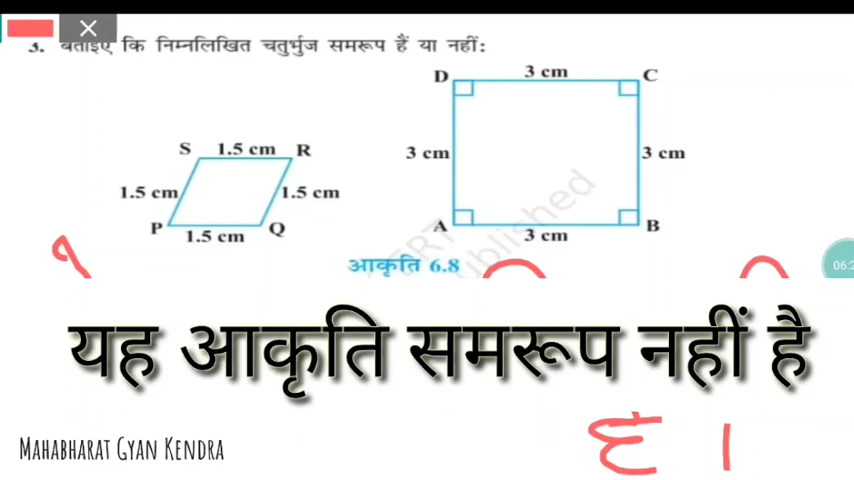 3. बताइए कि निम्नलिखित चतुर्भुज समरूप हैं या नहीं:
D 3 cm C
S 1.5 cm R
3 cm 3 cm
1.5 cm 1.5 cm
P 1.5 cm Q
A 3 cm B
आकृति 6.8
यह आकृति समरूप नहीं है
है ।
MAHABHARAT GYAN KENDRA